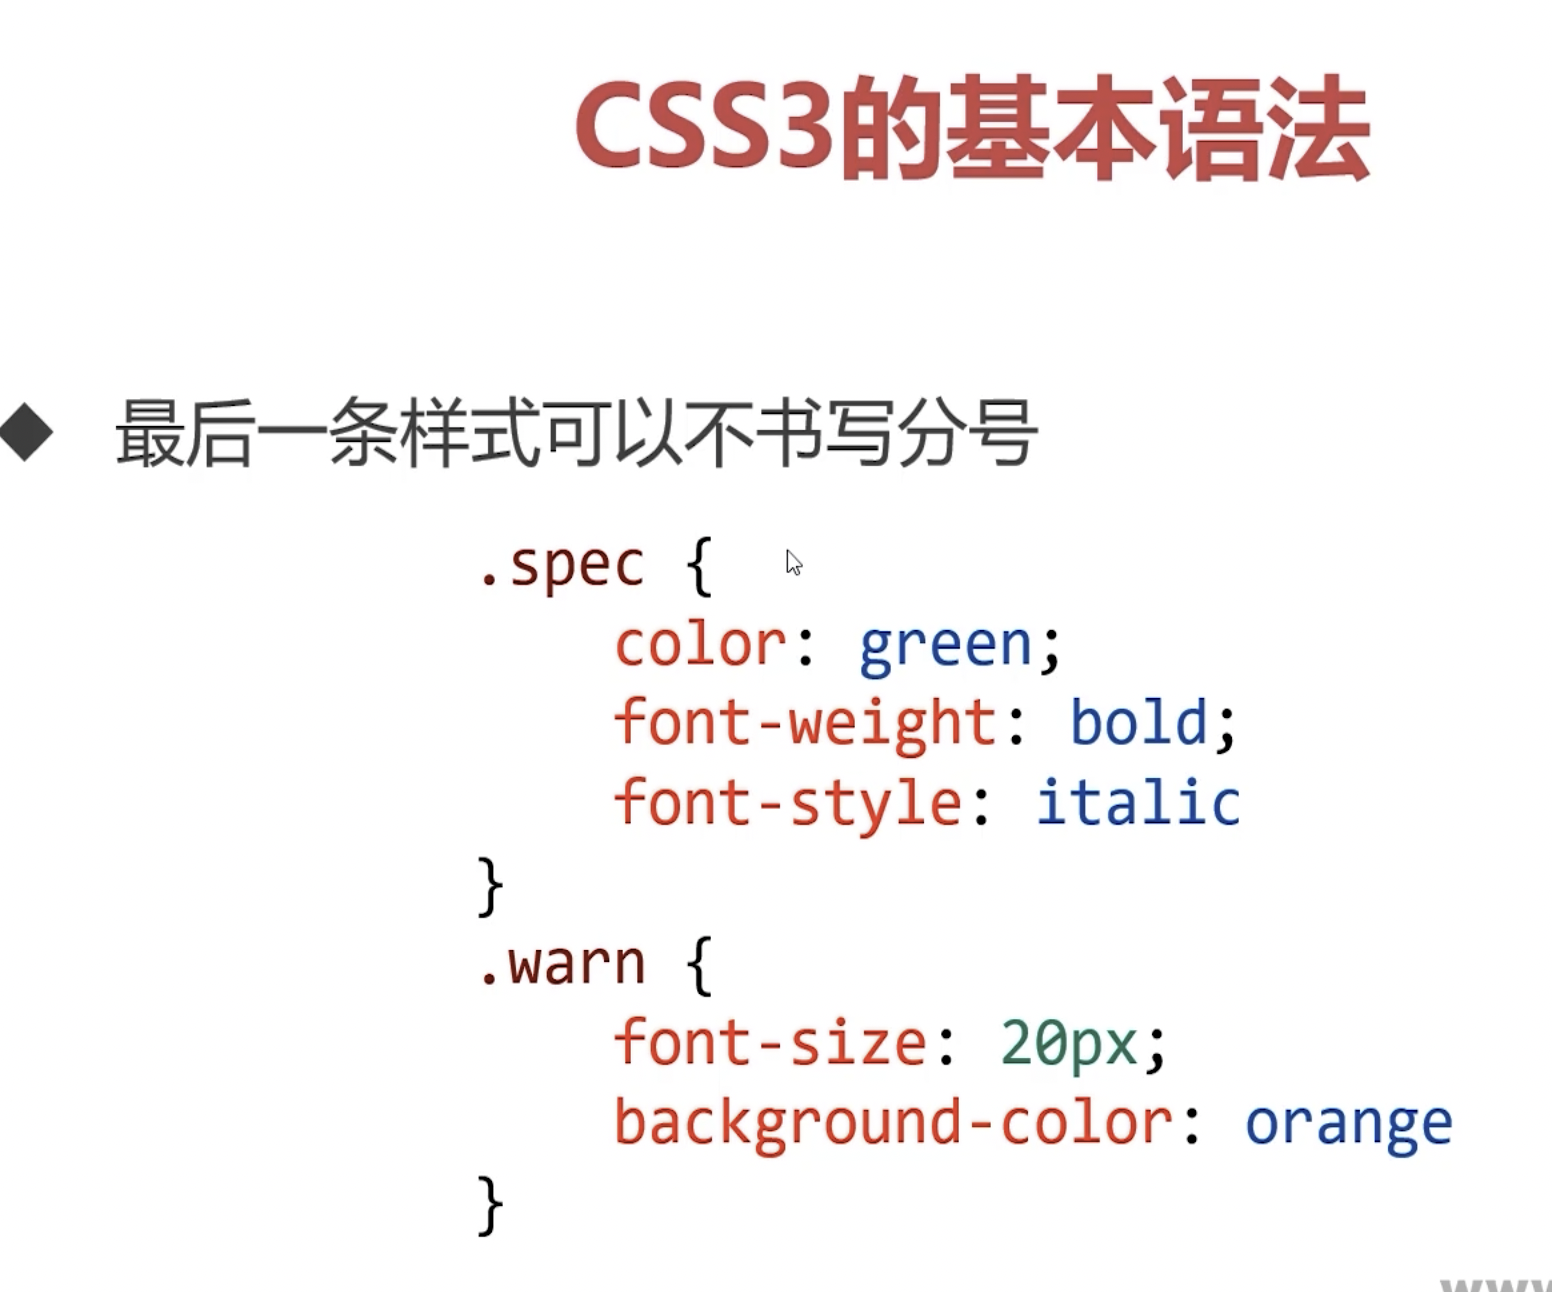 CSS3的基本语法
最后一条样式可以不书写分号
.spec {
    color: green;
    font-weight: bold;
    font-style: italic
}
.warn {
    font-size: 20px;
    background-color: orange
}